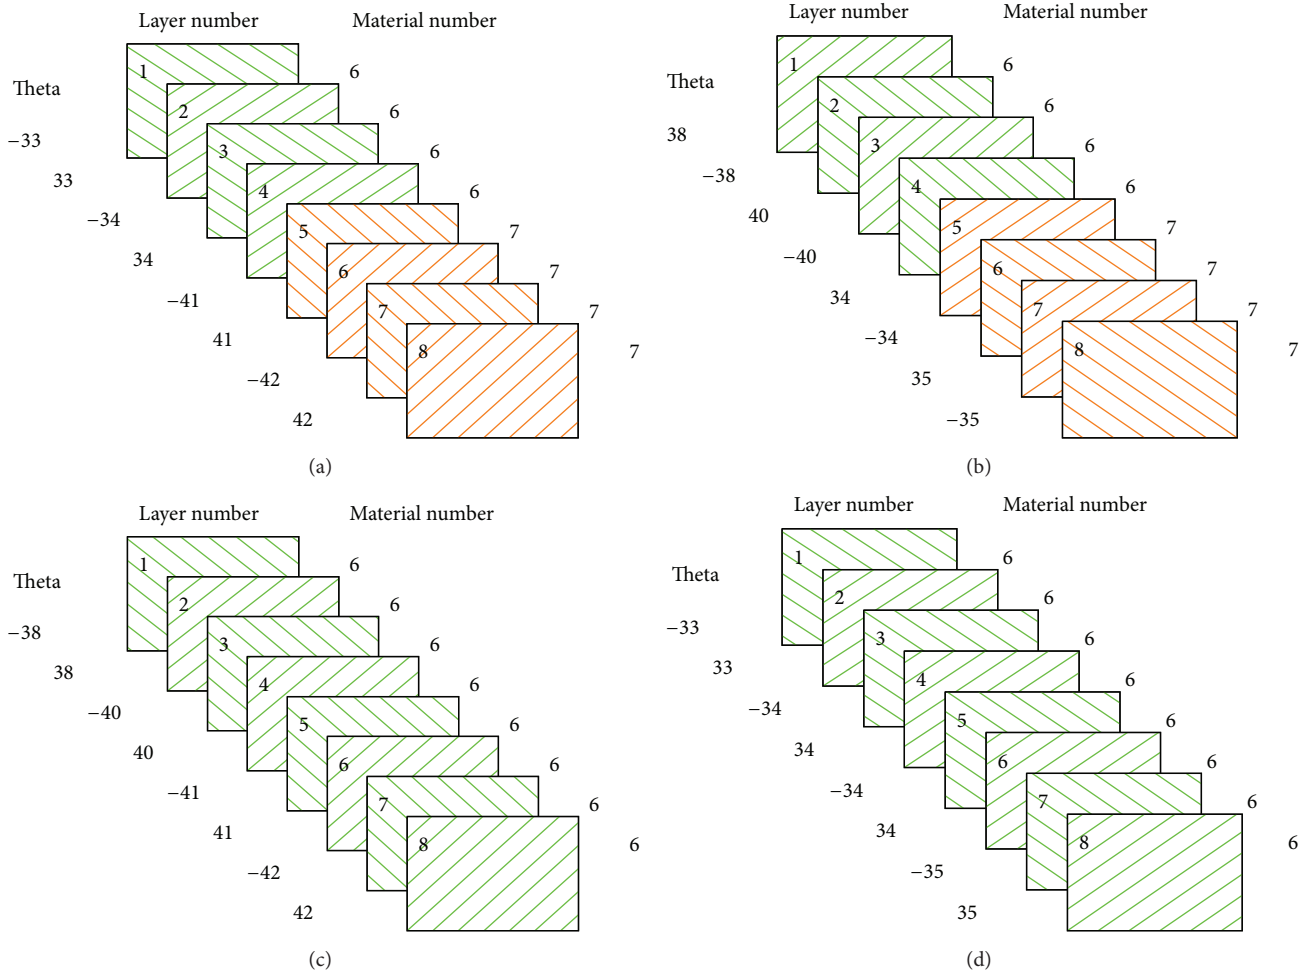 Layer number Material number
1 6
Theta 2 6
−33 3 6
33 4 6
−34 5 7
34 6 7
−41 7 7
41 8 7
−42
42
(a)
Layer number Material number
1 6
Theta 2 6
38 3 6
−38 4 6
40 5 7
−40 6 7
34 7 7
−34 8 7
35
−35
(b)
Layer number Material number
1 6
Theta 2 6
−38 3 6
38 4 6
−40 5 6
40 6 6
−41 7 6
41 8 6
−42
42
(c)
Layer number Material number
1 6
Theta 2 6
−33 3 6
33 4 6
−34 5 6
34 6 6
−34 7 6
34 8 6
−35
35
(d)